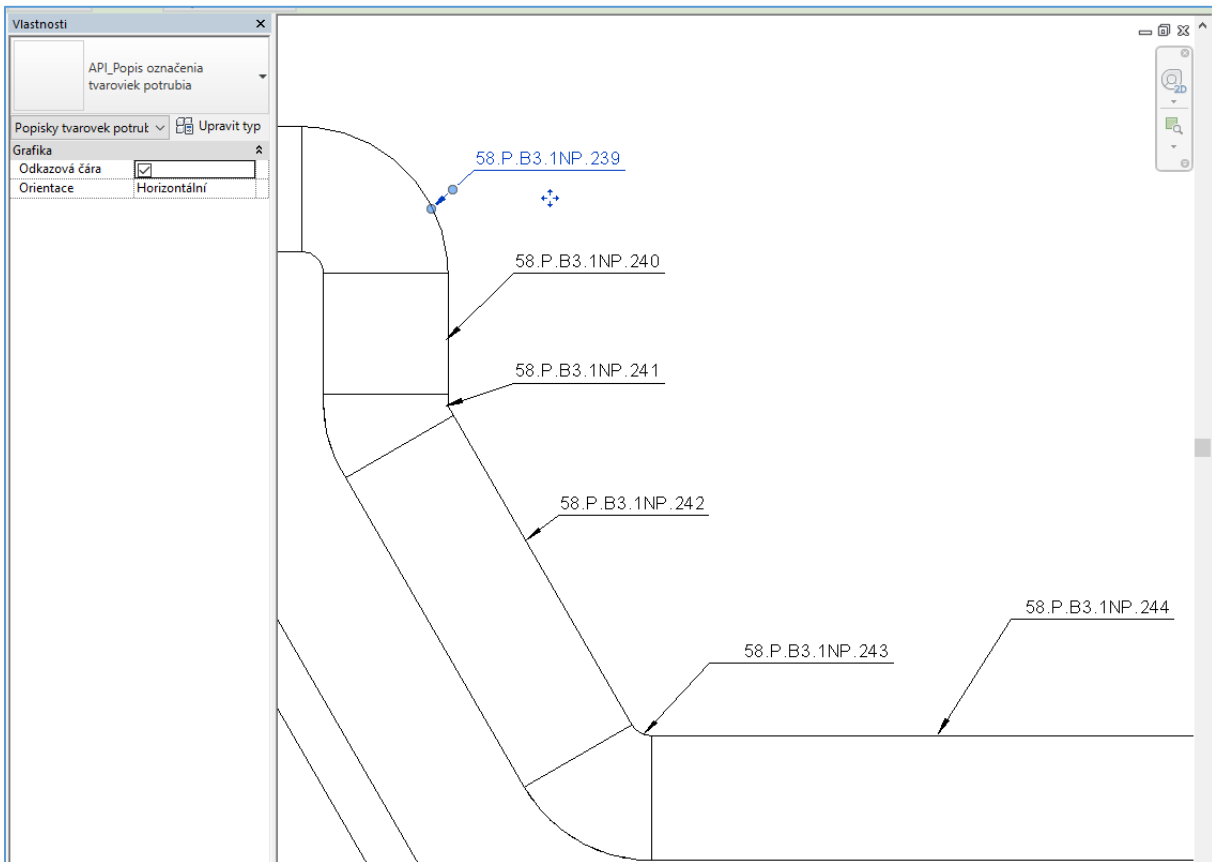 Vlastnosti
API_Popis označenia
tvaroviek potrubia
Popisky tvarovek potruk
Upravit typ
Grafika
Odkazová čára
Orientace Horizontální
2D
58.P.B3.1NP.239
58.P.B3.1NP.240
58.P.B3.1NP.241
58.P.B3.1NP.242
58.P.B3.1NP.244
58.P.B3.1NP.243